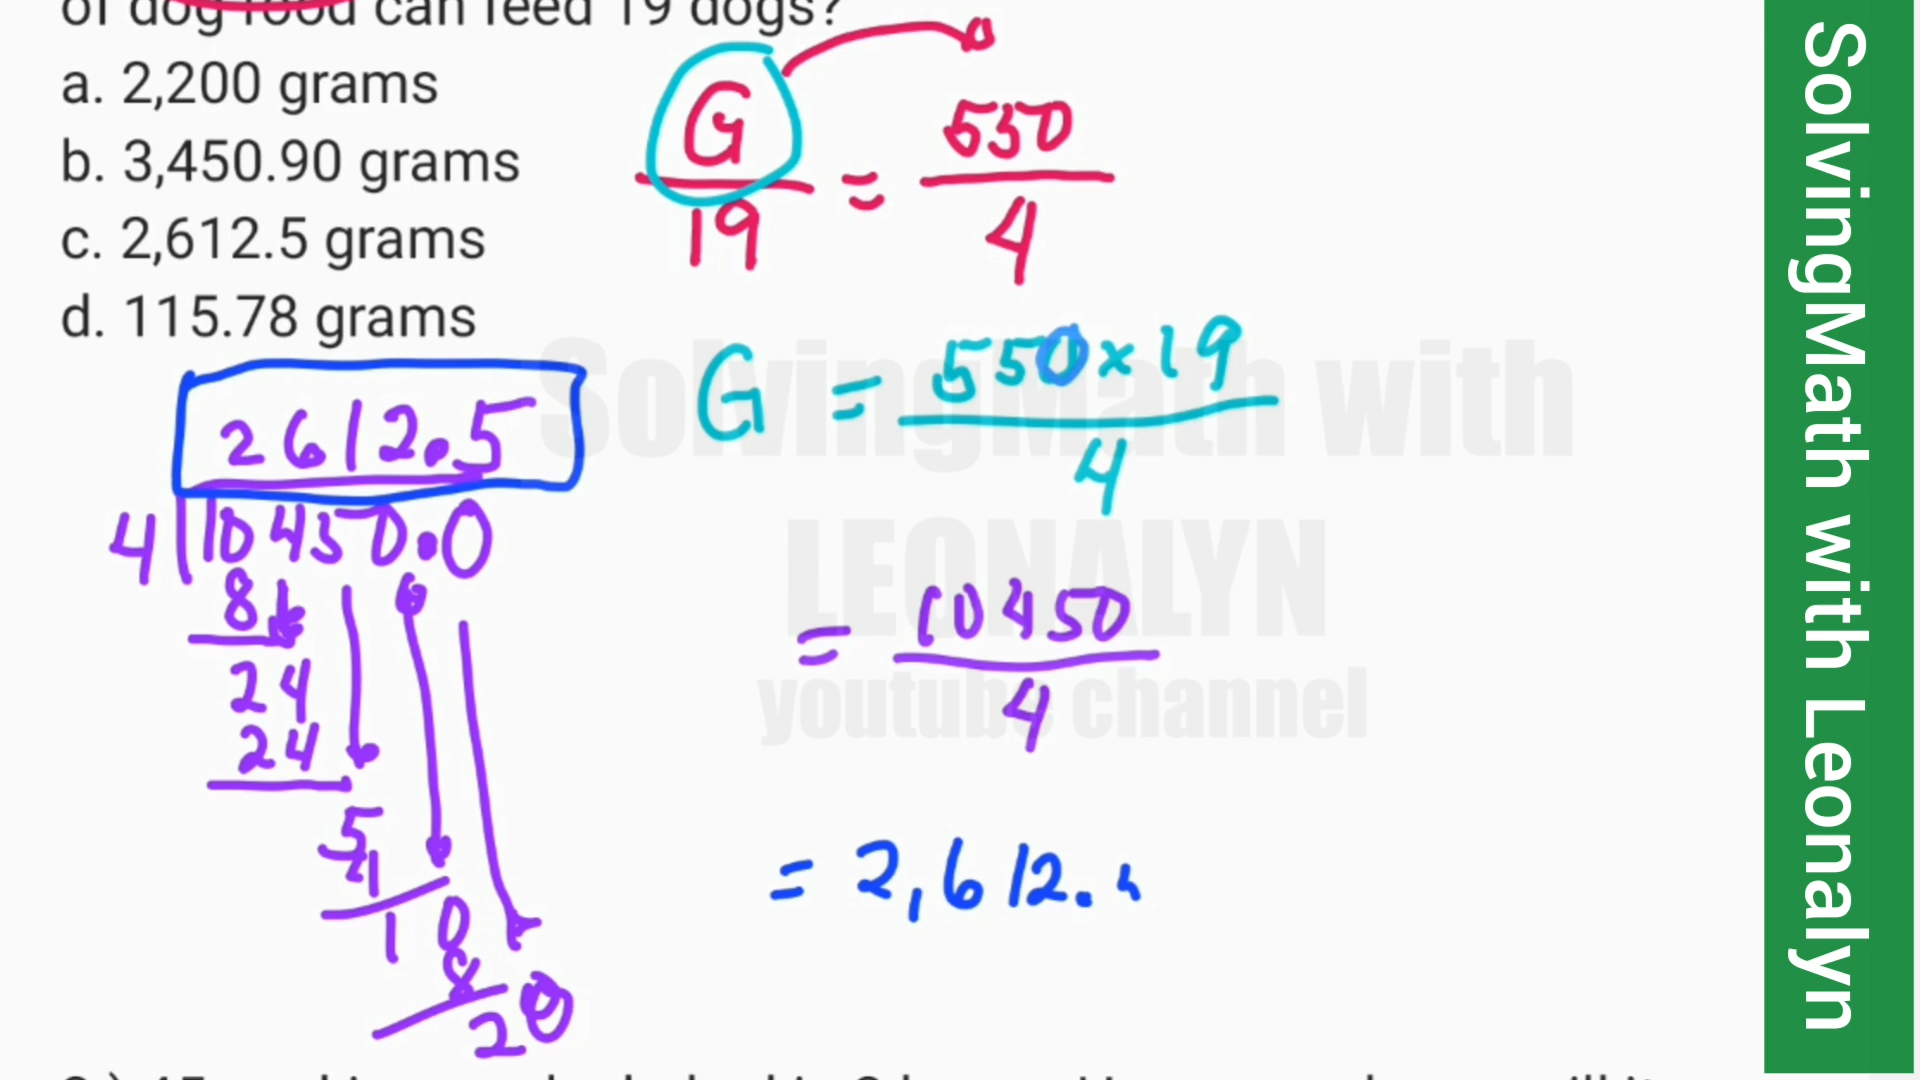 of dog food can feed 19 dogs?
a. 2,200 grams
b. 3,450.90 grams
c. 2,612.5 grams
d. 115.78 grams
G/19 = 550/4
G = 550 x 19 / 4
= 10450/4
= 2,612.
2612.5
4 10450.0
8
24
24
5
4
10
8
20
SolvingMath with
LEONALYN
youtube channel
SolvingMath with Leonalyn